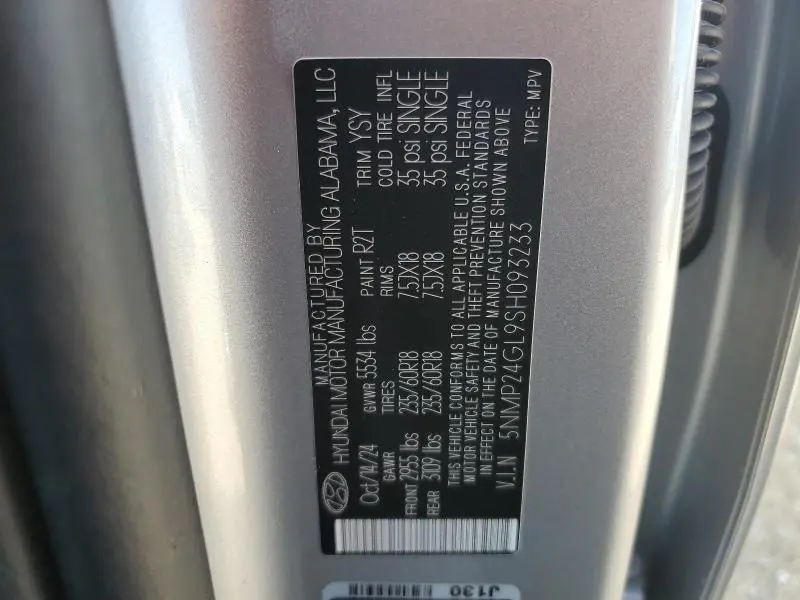 MANUFACTURED BY
HYUNDAI MOTOR MANUFACTURING ALABAMA, LLC
Oct/14/24 GVWR 5534 lbs PAINT R2T TRIM YSY
GAWR TIRES RIMS COLD TIRE INFL
FRONT 2955 lbs 235/60R18 7.5JX18 35 psi: SINGLE
REAR 3109 lbs 235/60R18 7.5JX18 35 psi: SINGLE
THIS VEHICLE CONFORMS TO ALL APPLICABLE U.S.A. FEDERAL
MOTOR VEHICLE SAFETY AND THEFT PREVENTION STANDARDS
IN EFFECT ON THE DATE OF MANUFACTURE SHOWN ABOVE
V.I.N 5NMP24GL9SH093233 TYPE: MPV
J130